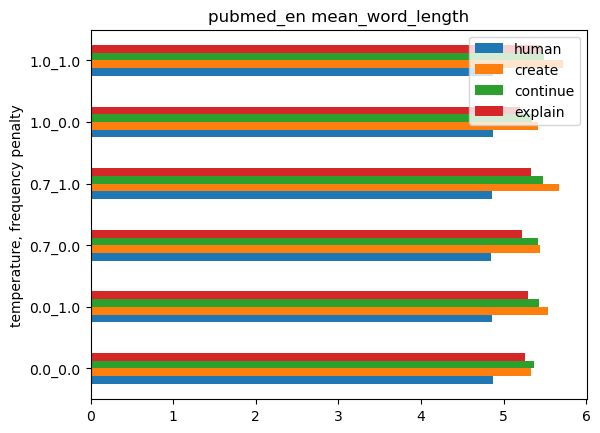 pubmed_en mean_word_length
human
create
continue
explain
temperature, frequency penalty
1.0_1.0
1.0_0.0
0.7_1.0
0.7_0.0
0.0_1.0
0.0_0.0
0 1 2 3 4 5 6